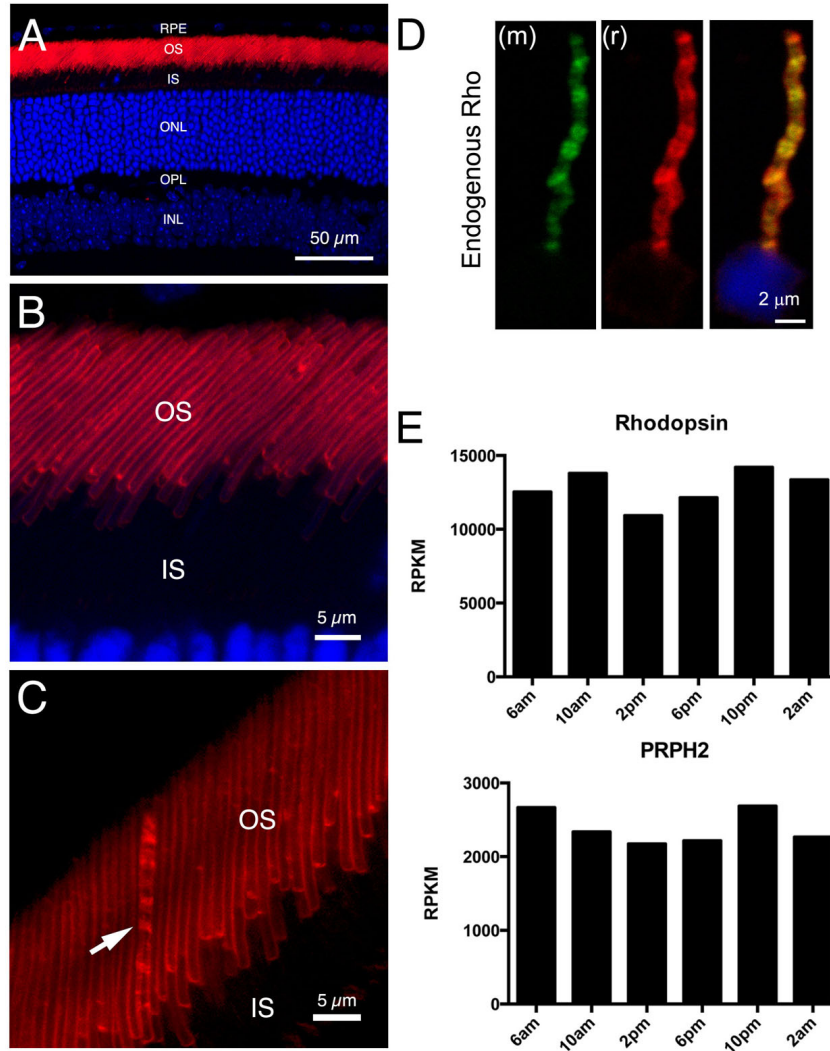 A
RPE
OS
IS
ONL
OPL
INL
50 µm
B
OS
IS
5 µm
C
OS
IS
5 µm
D
(m) (r)
Endogenous Rho
2 µm
E
Rhodopsin
RPKM
15000
10000
5000
0
6am 10am 2pm 6pm 10pm 2am
PRPH2
RPKM
3000
2000
1000
0
6am 10am 2pm 6pm 10pm 2am